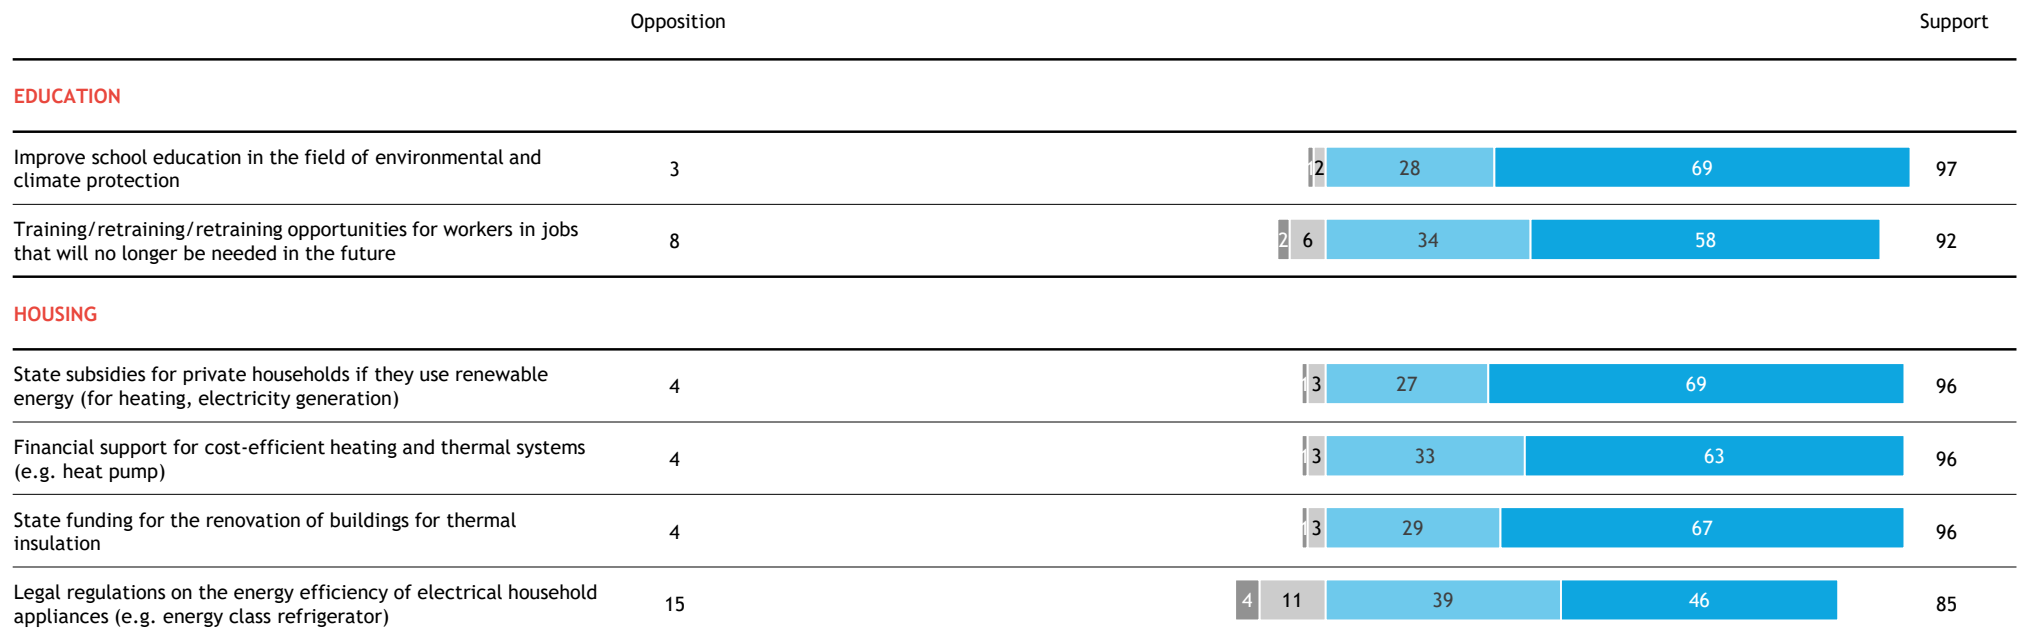 Opposition Support
EDUCATION
Improve school education in the field of environmental and
climate protection
3 1 2 28 69 97
Training/retraining/retraining opportunities for workers in jobs
that will no longer be needed in the future
8 2 6 34 58 92
HOUSING
State subsidies for private households if they use renewable
energy (for heating, electricity generation)
4 1 3 27 69 96
Financial support for cost-efficient heating and thermal systems
(e.g. heat pump)
4 1 3 33 63 96
State funding for the renovation of buildings for thermal
insulation
4 1 3 29 67 96
Legal regulations on the energy efficiency of electrical household
appliances (e.g. energy class refrigerator)
15 4 11 39 46 85